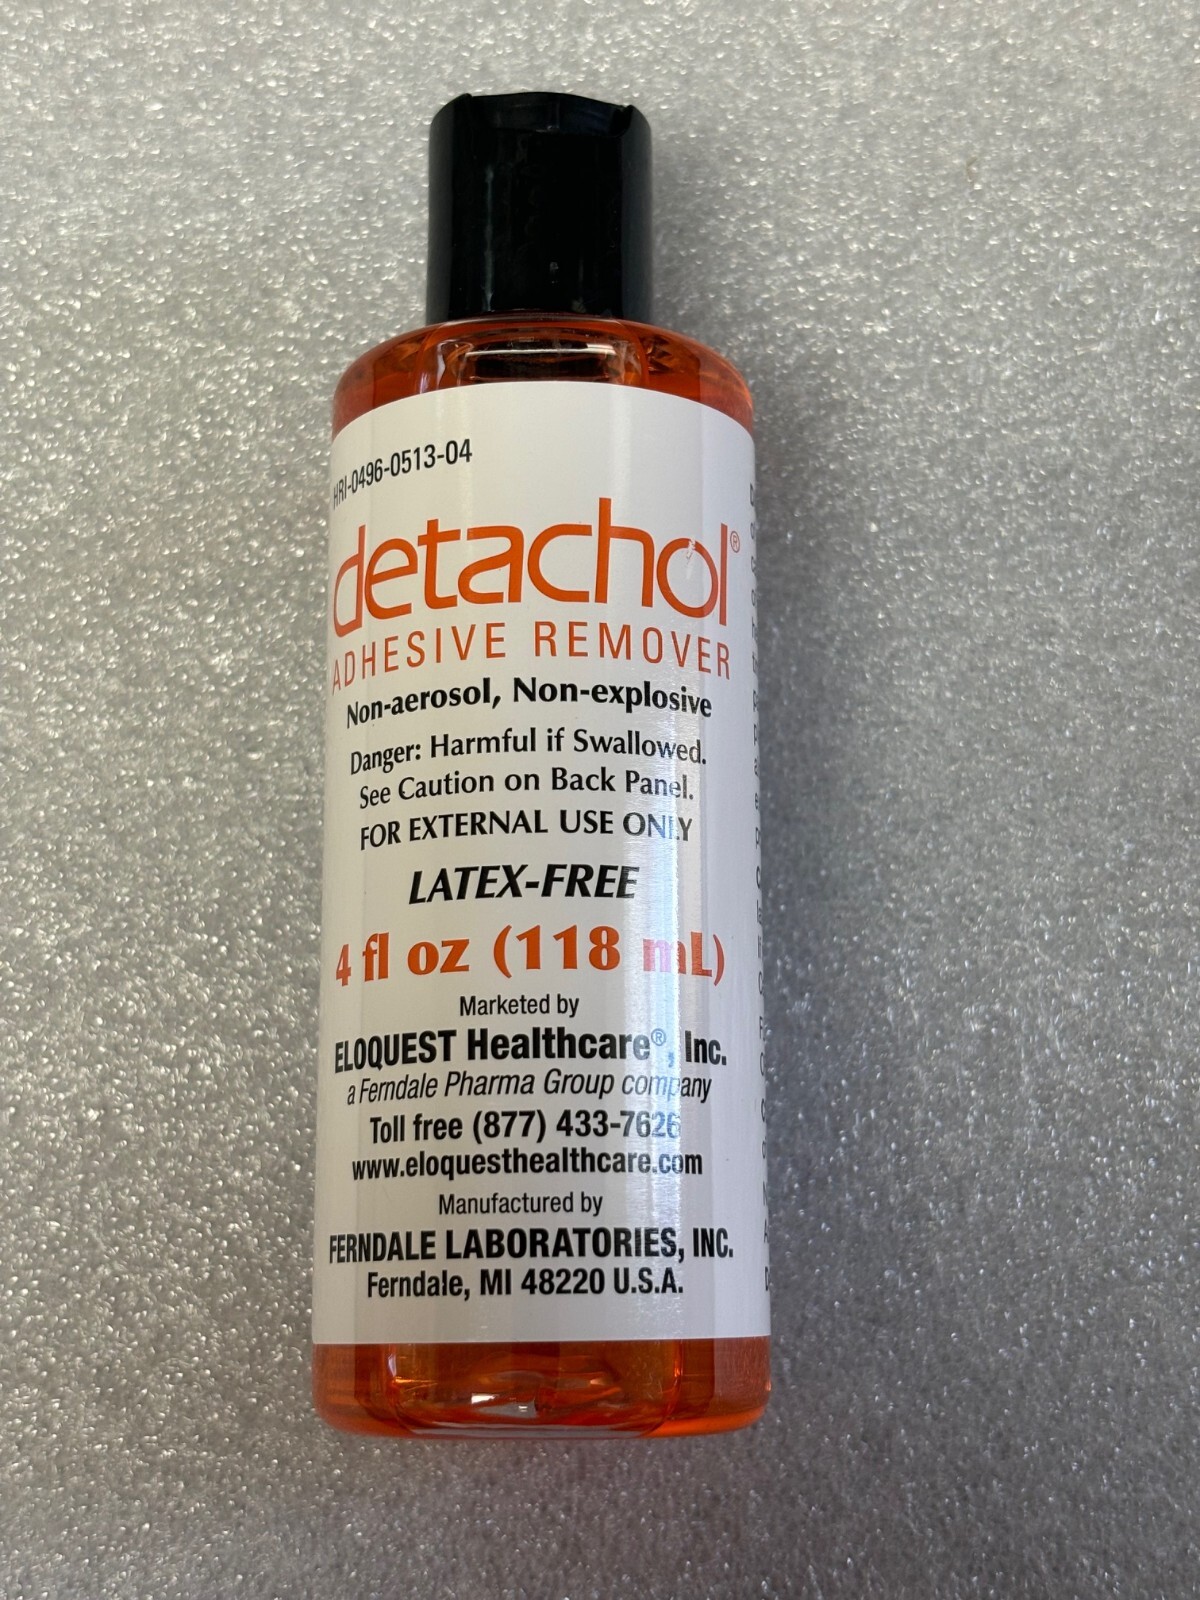 HRI-0496-0513-04
detachol®
ADHESIVE REMOVER
Non-aerosol, Non-explosive
Danger: Harmful if Swallowed.
See Caution on Back Panel.
FOR EXTERNAL USE ONLY
LATEX-FREE
4 fl oz (118 mL)
Marketed by
ELOQUEST Healthcare®, Inc.
a Ferndale Pharma Group company
Toll free (877) 433-7626
www.eloquesthealthcare.com
Manufactured by
FERNDALE LABORATORIES, INC.
Ferndale, MI 48220 U.S.A.